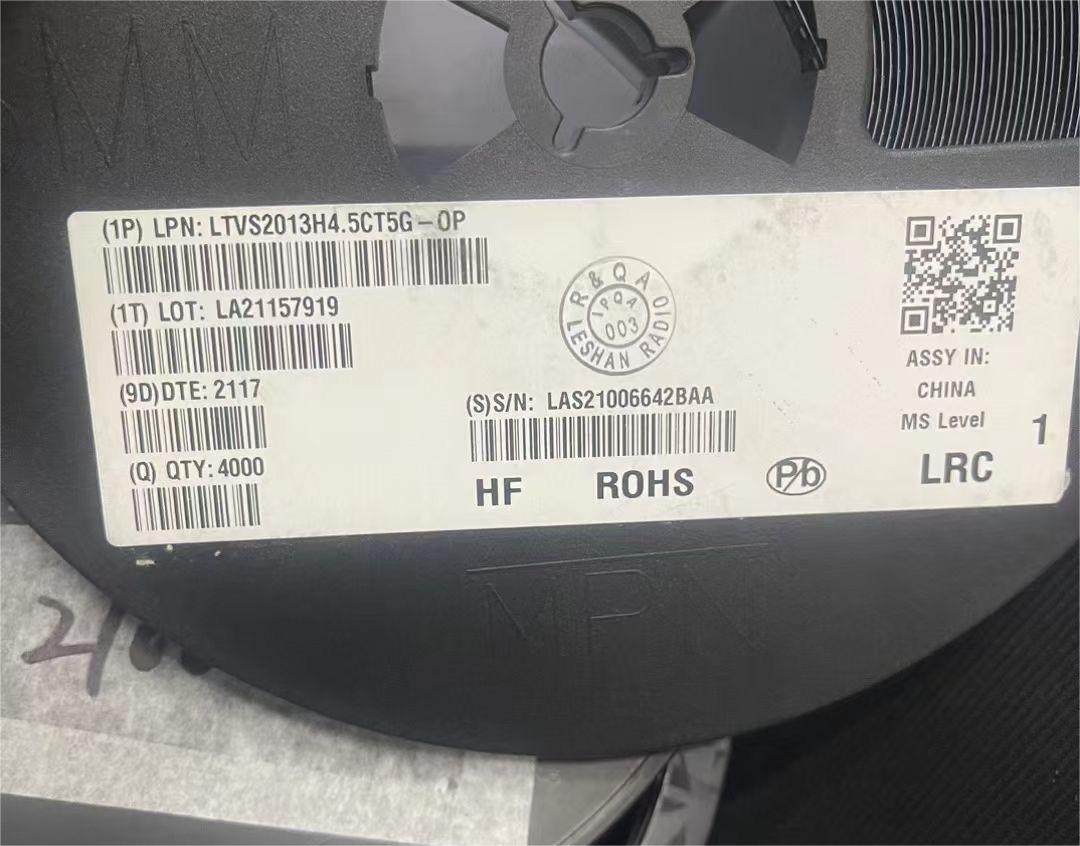 (1P) LPN: LTVS2013H4.5CT5G-OP
(1T) LOT: LA21157919
(9D)DTE: 2117
(Q) QTY:4000
R & Q A
IPQA
003
LESHAN RADIO
(S)S/N: LAS21006642BAA
HF ROHS Pb
ASSY IN:
CHINA
MS Level 1
LRC
MPN